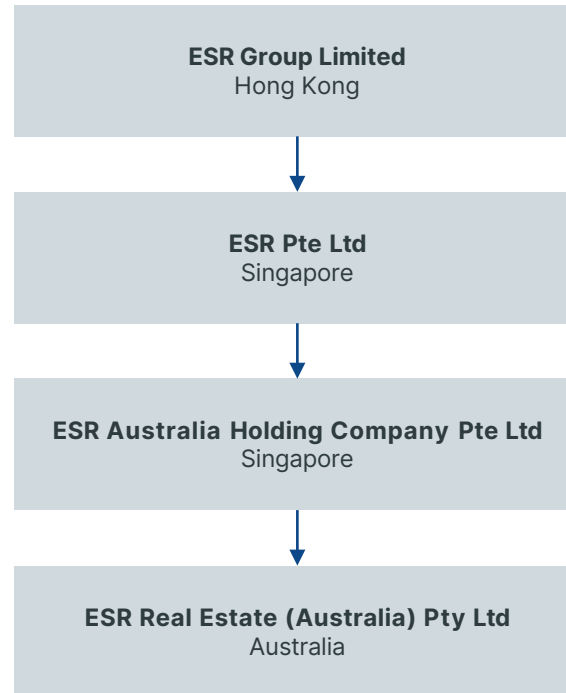 ESR Group Limited
Hong Kong
ESR Pte Ltd
Singapore
ESR Australia Holding Company Pte Ltd
Singapore
ESR Real Estate (Australia) Pty Ltd
Australia